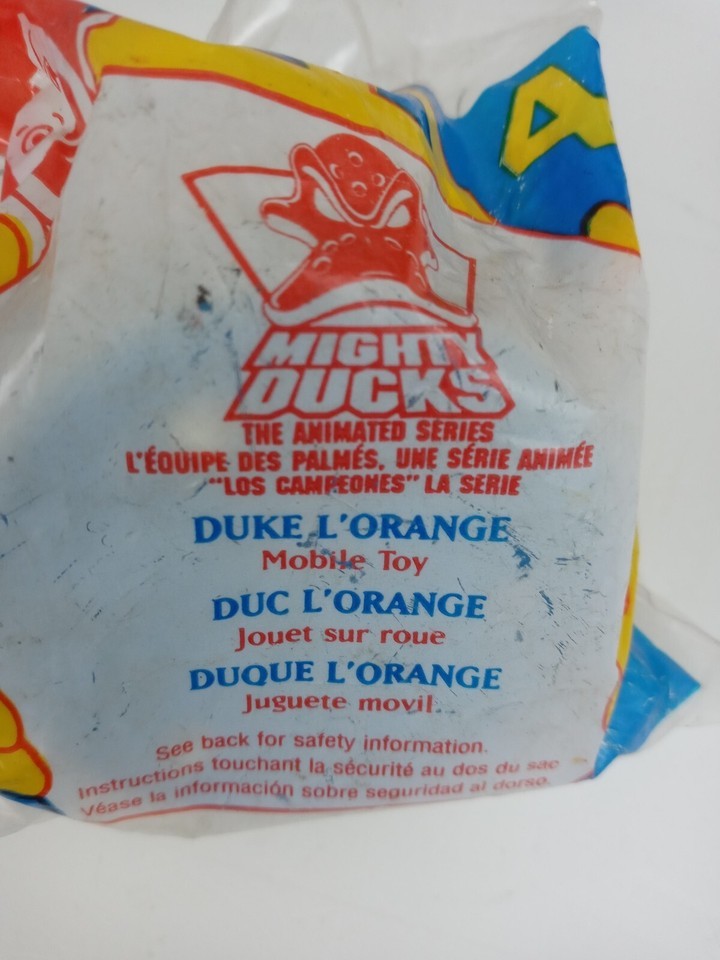 4
MIGHTY
DUCKS
THE ANIMATED SERIES
L'ÉQUIPE DES PALMÉS, UNE SÉRIE ANIMÉE
"LOS CAMPEONES" LA SERIE
DUKE L'ORANGE
Mobile Toy
DUC L'ORANGE
Jouet sur roue
DUQUE L'ORANGE
Juguete movil
See back for safety information.
Instructions touchant la sécurité au dos du sac
Véase la información sobre seguridad al dorso.